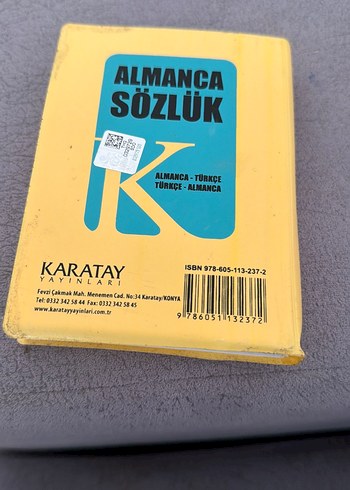 ALMANCA
SÖZLÜK
K
ALMANCA - TÜRKÇE
TÜRKÇE - ALMANCA
KARATAY
YAYINLARI
Fevzi Çakmak Mah. Menemen Cad. No:34 Karatay/KONYA
Tel: 0332 342 58 44 Fax: 0332 342 58 45
www.karatayyayinlari.com.tr
ISBN 978-605-113-237-2
9 786051 132372